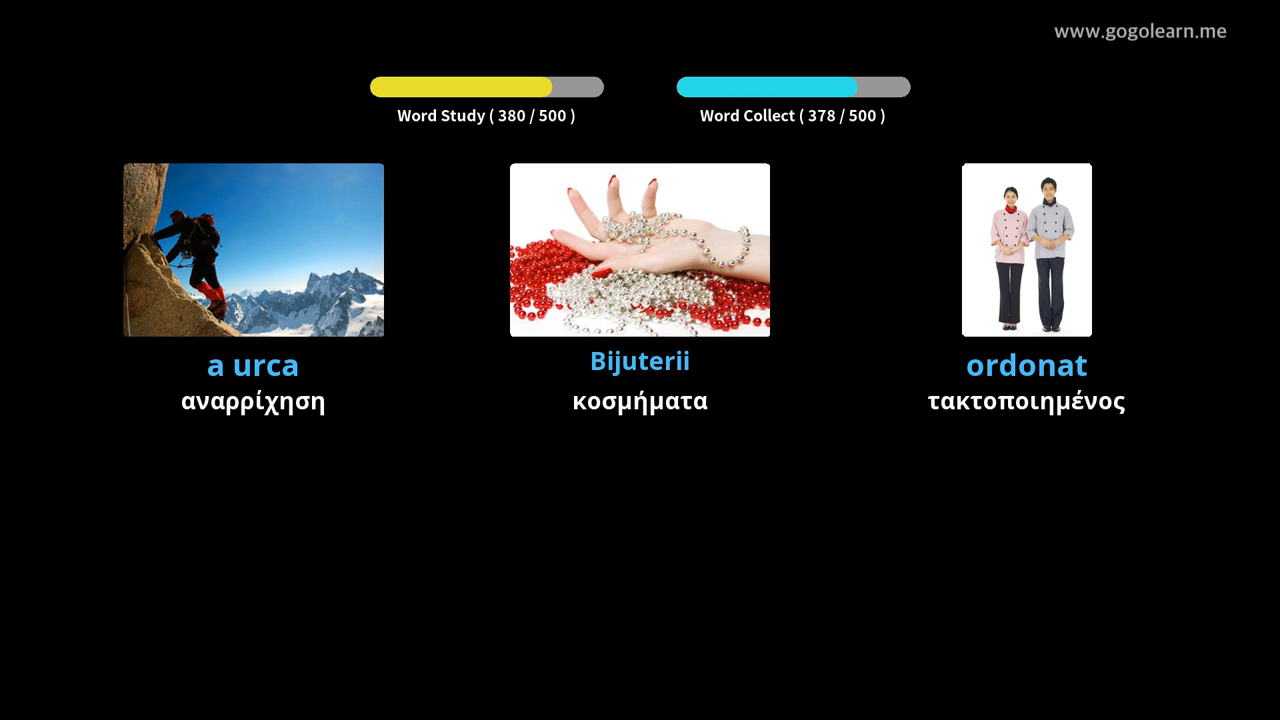 www.gogolearn.me
Word Study ( 380 / 500 )
Word Collect ( 378 / 500 )
a urca
αναρρίχηση
Bijuterii
κοσμήματα
ordonat
τακτοποιημένος